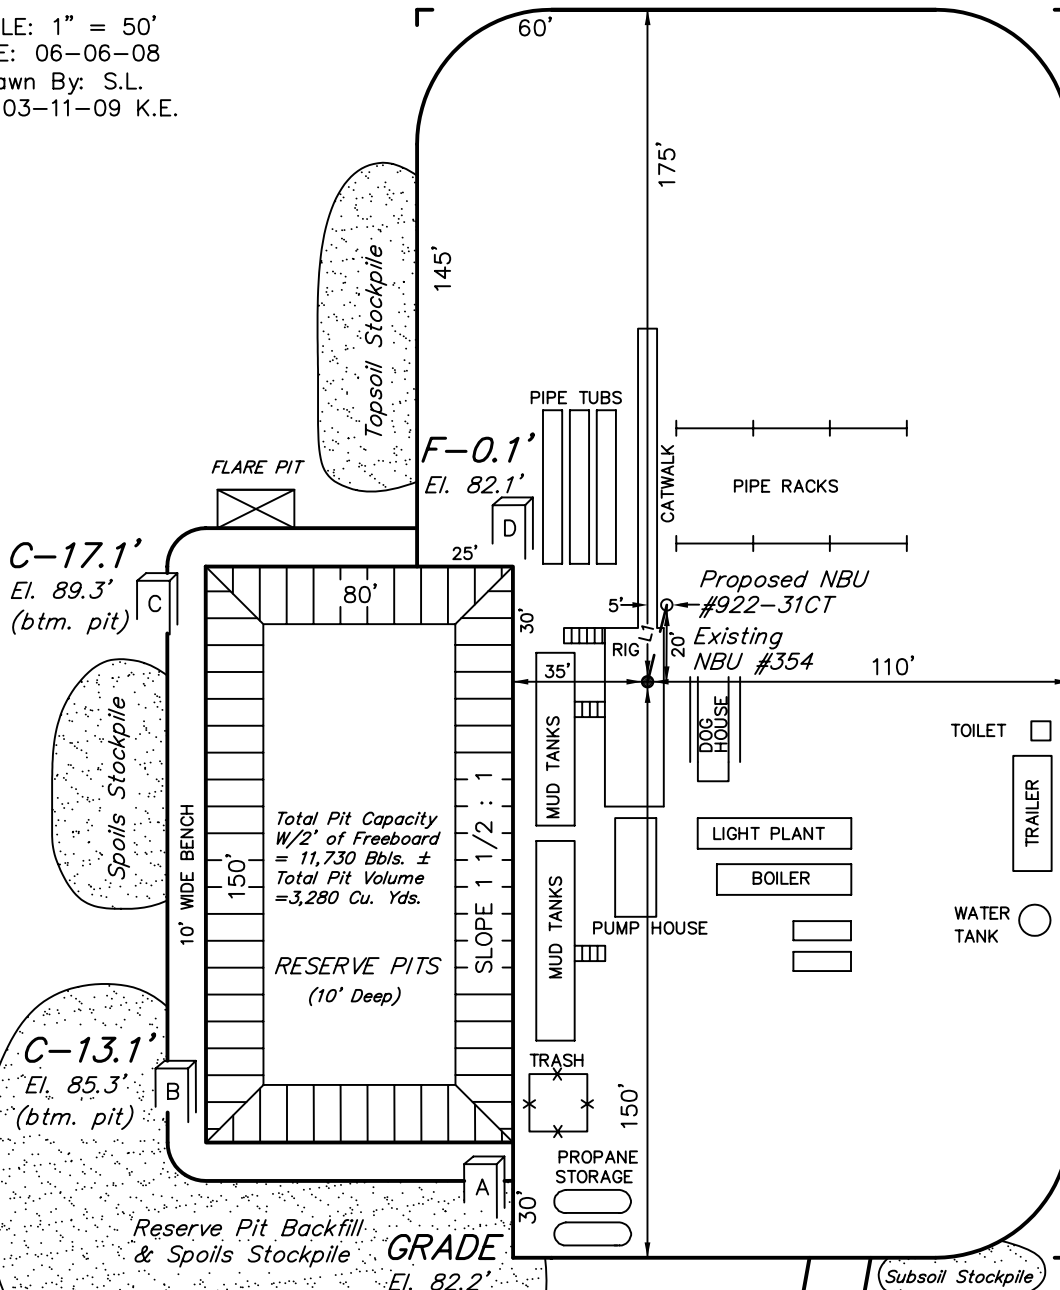 LE: 1" = 50'
E: 06-06-08
awn By: S.L.
03-11-09 K.E.
60'
175'
145'
Topsoil Stockpile
PIPE TUBS
F-0.1'
El. 82.1'
D
CATWALK
PIPE RACKS
FLARE PIT
C-17.1'
El. 89.3'
(btm. pit)
C
25'
80'
30'
5'
Proposed NBU
#922-31CT
RIG
L1
20'
Existing
NBU #354
35'
110'
Spoils Stockpile
10' WIDE BENCH
150'
Total Pit Capacity
W/2' of Freeboard
= 11,730 Bbls. ±
Total Pit Volume
=3,280 Cu. Yds.
SLOPE 1 1/2 : 1
RESERVE PITS
(10' Deep)
MUD TANKS
MUD TANKS
DOG
HOUSE
TOILET
TRAILER
LIGHT PLANT
BOILER
PUMP HOUSE
WATER
TANK
C-13.1'
El. 85.3'
(btm. pit)
B
TRASH
150'
PROPANE
STORAGE
A
30'
Reserve Pit Backfill
& Spoils Stockpile
GRADE
El. 82.2'
Subsoil Stockpile